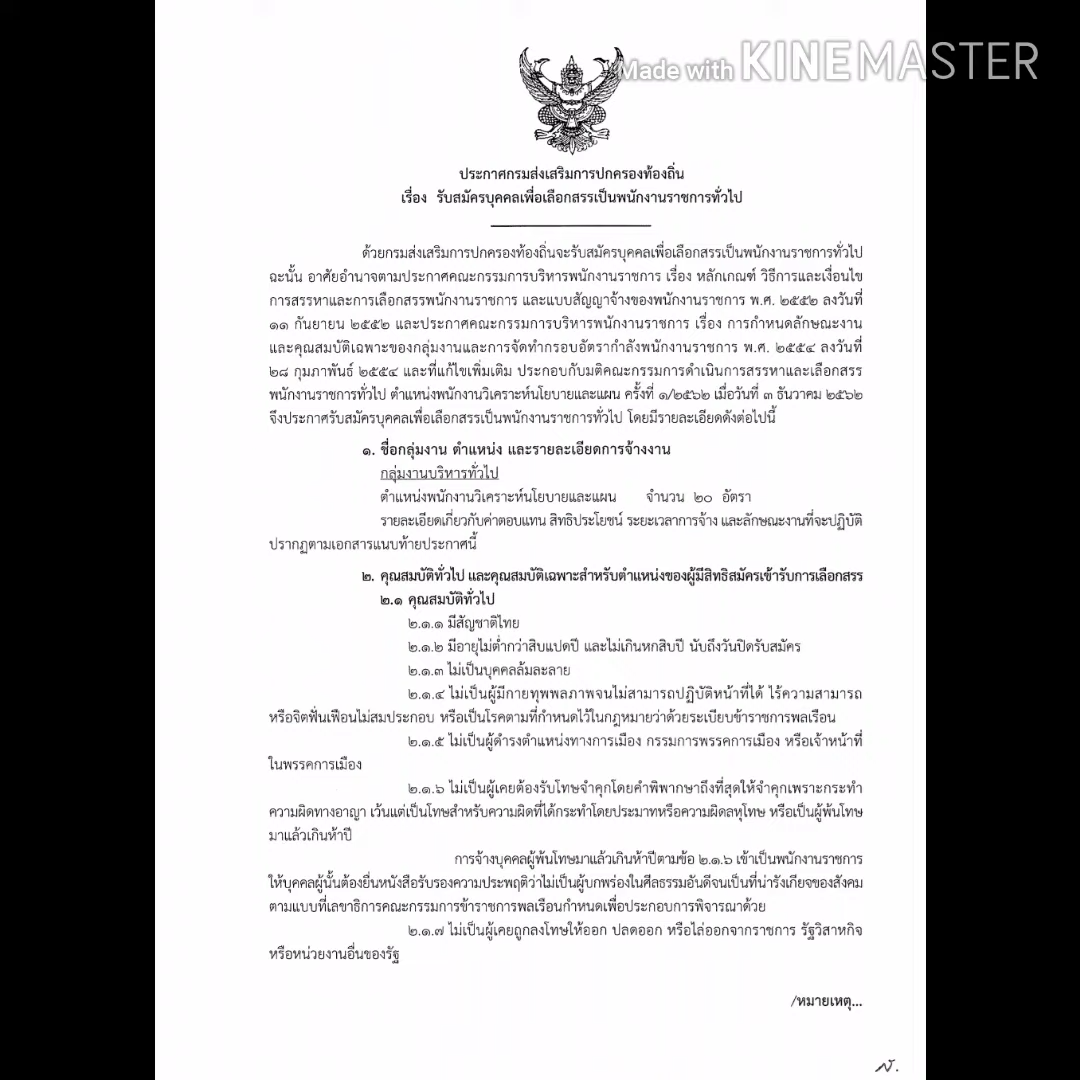 Made with KINEMASTER
ประกาศกรมส่งเสริมการปกครองท้องถิ่น
เรื่อง รับสมัครบุคคลเพื่อเลือกสรรเป็นพนักงานราชการทั่วไป
ด้วยกรมส่งเสริมการปกครองท้องถิ่นจะรับสมัครบุคคลเพื่อเลือกสรรเป็นพนักงานราชการทั่วไป
ฉะนั้น อาศัยอำนาจตามประกาศคณะกรรมการบริหารพนักงานราชการ เรื่อง หลักเกณฑ์ วิธีการและเงื่อนไข
การสรรหาและการเลือกสรรพนักงานราชการ และแบบสัญญาจ้างของพนักงานราชการ พ.ศ. ๒๕๕๒ ลงวันที่
๑๑ กันยายน ๒๕๕๒ และประกาศคณะกรรมการบริหารพนักงานราชการ เรื่อง การกำหนดลักษณะงาน
และคุณสมบัติเฉพาะของกลุ่มงานและการจัดทำกรอบอัตรากำลังพนักงานราชการ พ.ศ. ๒๕๕๔ ลงวันที่
๒๘ กุมภาพันธ์ ๒๕๕๔ และที่แก้ไขเพิ่มเติม ประกอบกับมติคณะกรรมการดำเนินการสรรหาและเลือกสรร
พนักงานราชการทั่วไป ตำแหน่งพนักงานวิเคราะห์นโยบายและแผน ครั้งที่ ๑/๒๕๖๒ เมื่อวันที่ ๓ ธันวาคม ๒๕๖๒
จึงประกาศรับสมัครบุคคลเพื่อเลือกสรรเป็นพนักงานราชการทั่วไป โดยมีรายละเอียดดังต่อไปนี้
๑. ชื่อกลุ่มงาน ตำแหน่ง และรายละเอียดการจ้างงาน
กลุ่มงานบริหารทั่วไป
ตำแหน่งพนักงานวิเคราะห์นโยบายและแผน จำนวน ๒๐ อัตรา
รายละเอียดเกี่ยวกับค่าตอบแทน สิทธิประโยชน์ ระยะเวลาการจ้าง และลักษณะงานที่จะปฏิบัติ
ปรากฏตามเอกสารแนบท้ายประกาศนี้
๒. คุณสมบัติทั่วไป และคุณสมบัติเฉพาะสำหรับตำแหน่งของผู้มีสิทธิสมัครเข้ารับการเลือกสรร
๒.๑ คุณสมบัติทั่วไป
๒.๑.๑ มีสัญชาติไทย
๒.๑.๒ มีอายุไม่ต่ำกว่าสิบแปดปี และไม่เกินหกสิบปี นับถึงวันปิดรับสมัคร
๒.๑.๓ ไม่เป็นบุคคลล้มละลาย
๒.๑.๔ ไม่เป็นผู้มีกายทุพพลภาพจนไม่สามารถปฏิบัติหน้าที่ได้ ไร้ความสามารถ
หรือจิตฟั่นเฟือนไม่สมประกอบ หรือเป็นโรคตามที่กำหนดไว้ในกฎหมายว่าด้วยระเบียบข้าราชการพลเรือน
๒.๑.๕ ไม่เป็นผู้ดำรงตำแหน่งทางการเมือง กรรมการพรรคการเมือง หรือเจ้าหน้าที่
ในพรรคการเมือง
๒.๑.๖ ไม่เป็นผู้เคยต้องรับโทษจำคุกโดยคำพิพากษาถึงที่สุดให้จำคุกเพราะกระทำ
ความผิดทางอาญา เว้นแต่เป็นโทษสำหรับความผิดที่ได้กระทำโดยประมาทหรือความผิดลหุโทษ หรือเป็นผู้พ้นโทษ
มาแล้วเกินห้าปี
การจ้างบุคคลผู้พ้นโทษมาแล้วเกินห้าปีตามข้อ ๒.๑.๖ เข้าเป็นพนักงานราชการ
ให้บุคคลผู้นั้นต้องยื่นหนังสือรับรองความประพฤติว่าไม่เป็นผู้บกพร่องในศีลธรรมอันดีจนเป็นที่น่ารังเกียจของสังคม
ตามแบบที่เลขาธิการคณะกรรมการข้าราชการพลเรือนกำหนดเพื่อประกอบการพิจารณาด้วย
๒.๑.๗ ไม่เป็นผู้เคยถูกลงโทษให้ออก ปลดออก หรือไล่ออกจากราชการ รัฐวิสาหกิจ
หรือหน่วยงานอื่นของรัฐ
/หมายเหตุ...